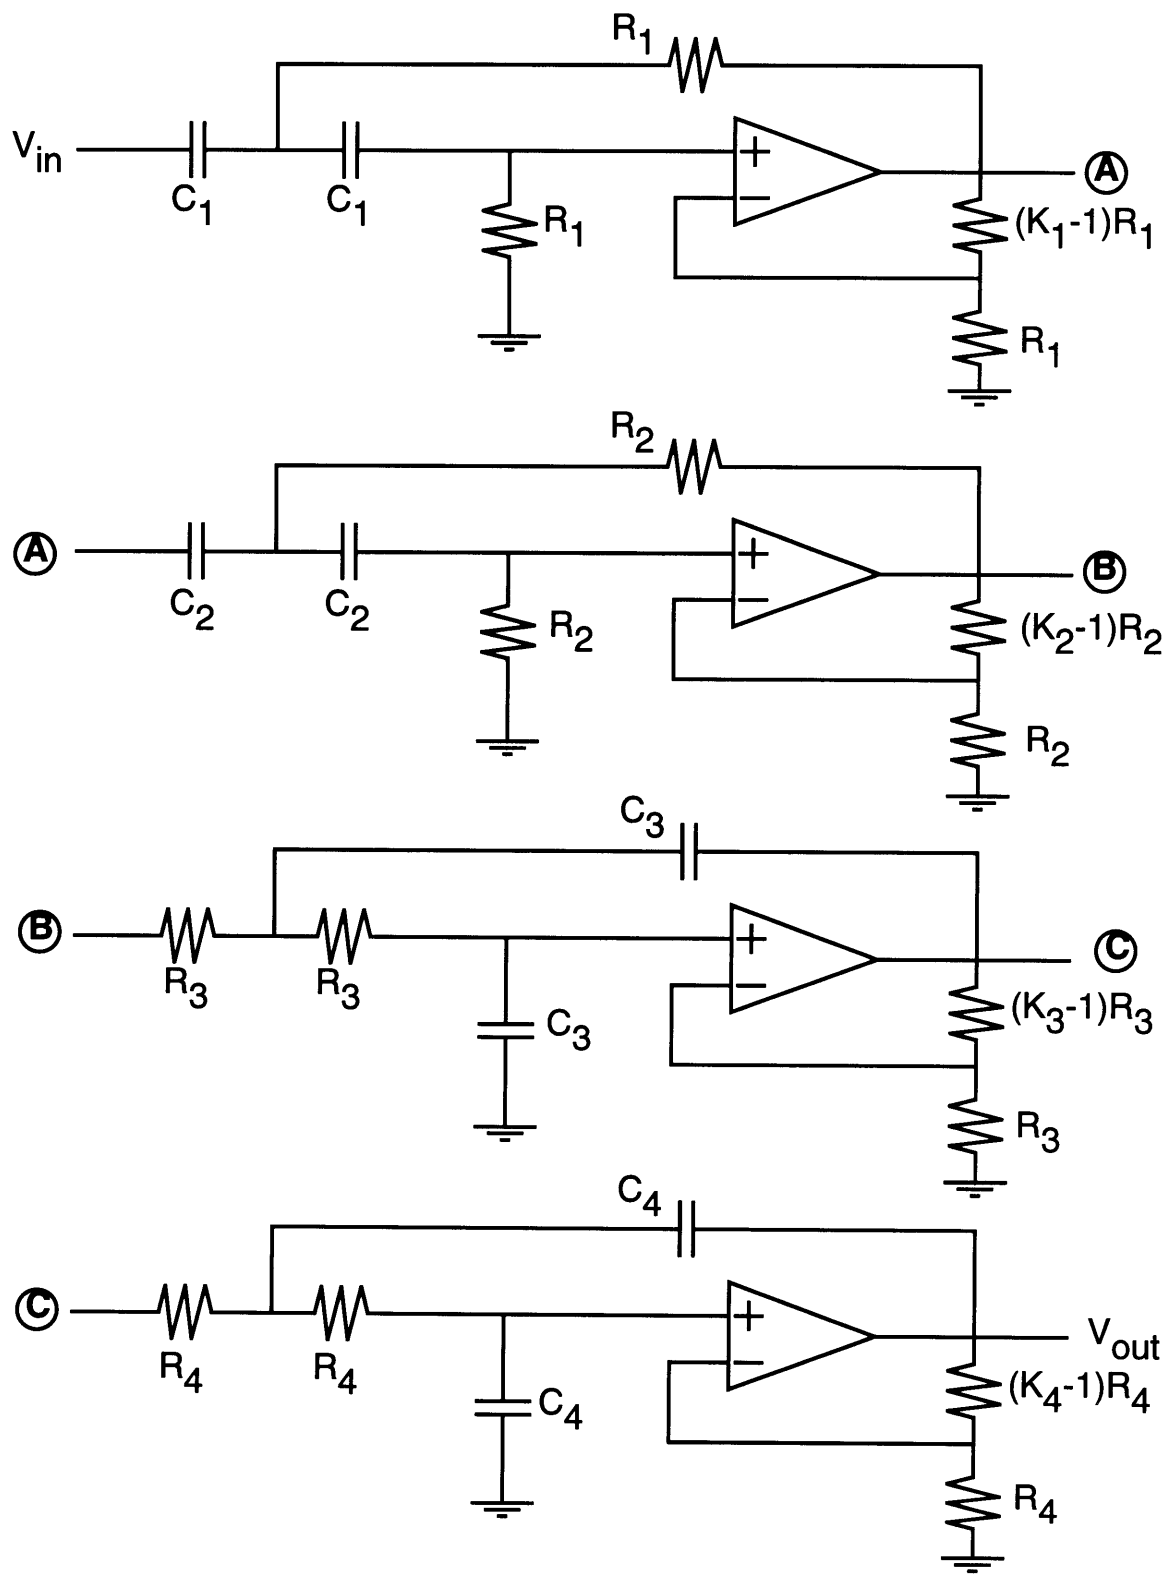 R1
Vin
C1
C1
R1
+
−
A
(K1-1)R1
R1
R2
A
C2
C2
R2
+
−
B
(K2-1)R2
R2
C3
B
R3
R3
C3
+
−
C
(K3-1)R3
R3
C4
C
R4
R4
C4
+
−
Vout
(K4-1)R4
R4